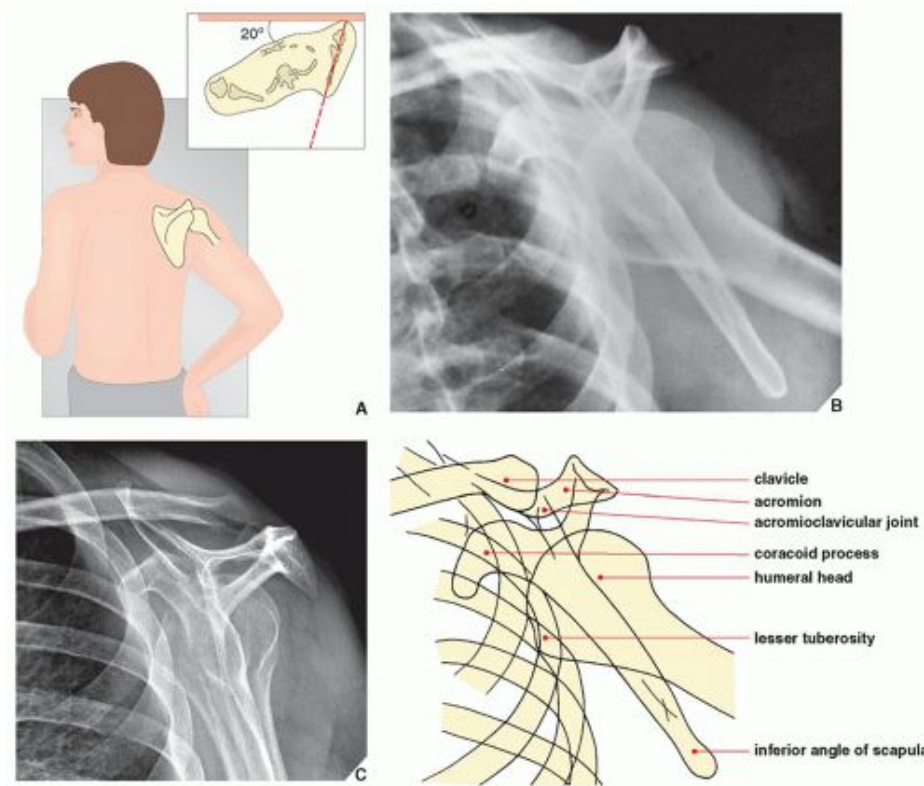 20°
A
B
C
clavicle
acromion
acromioclavicular joint
coracoid process
humeral head
lesser tuberosity
inferior angle of scapula